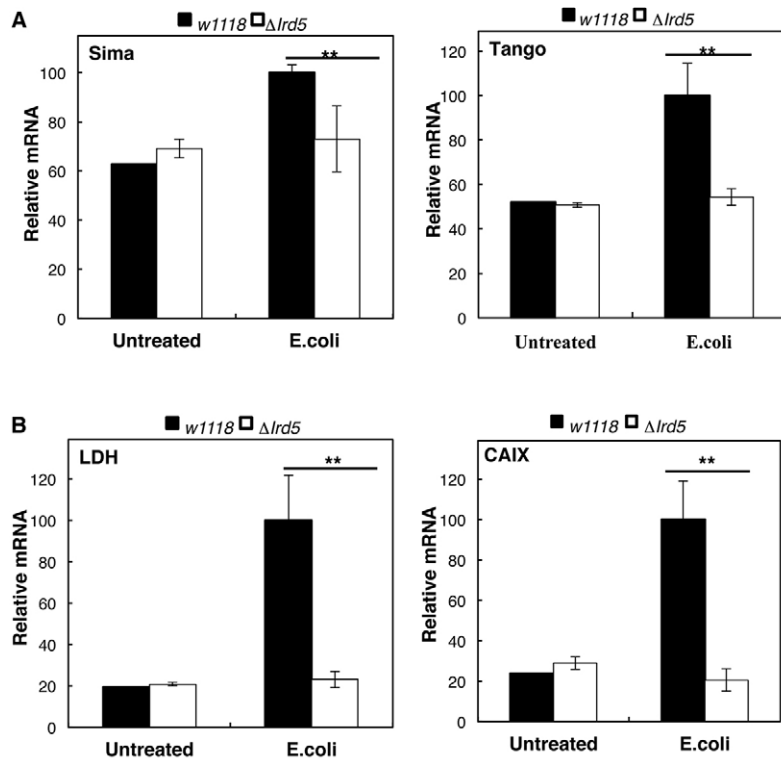 A
w1118 ΔIrd5
Sima
**
100
80
60
40
20
0
Relative mRNA
Untreated
E.coli
w1118 ΔIrd5
Tango
**
120
100
80
60
40
20
0
Relative mRNA
Untreated
E.coli
B
w1118 ΔIrd5
LDH
**
120
100
80
60
40
20
0
Relative mRNA
Untreated
E.coli
w1118 ΔIrd5
CAIX
**
120
100
80
60
40
20
0
Relative mRNA
Untreated
E.coli